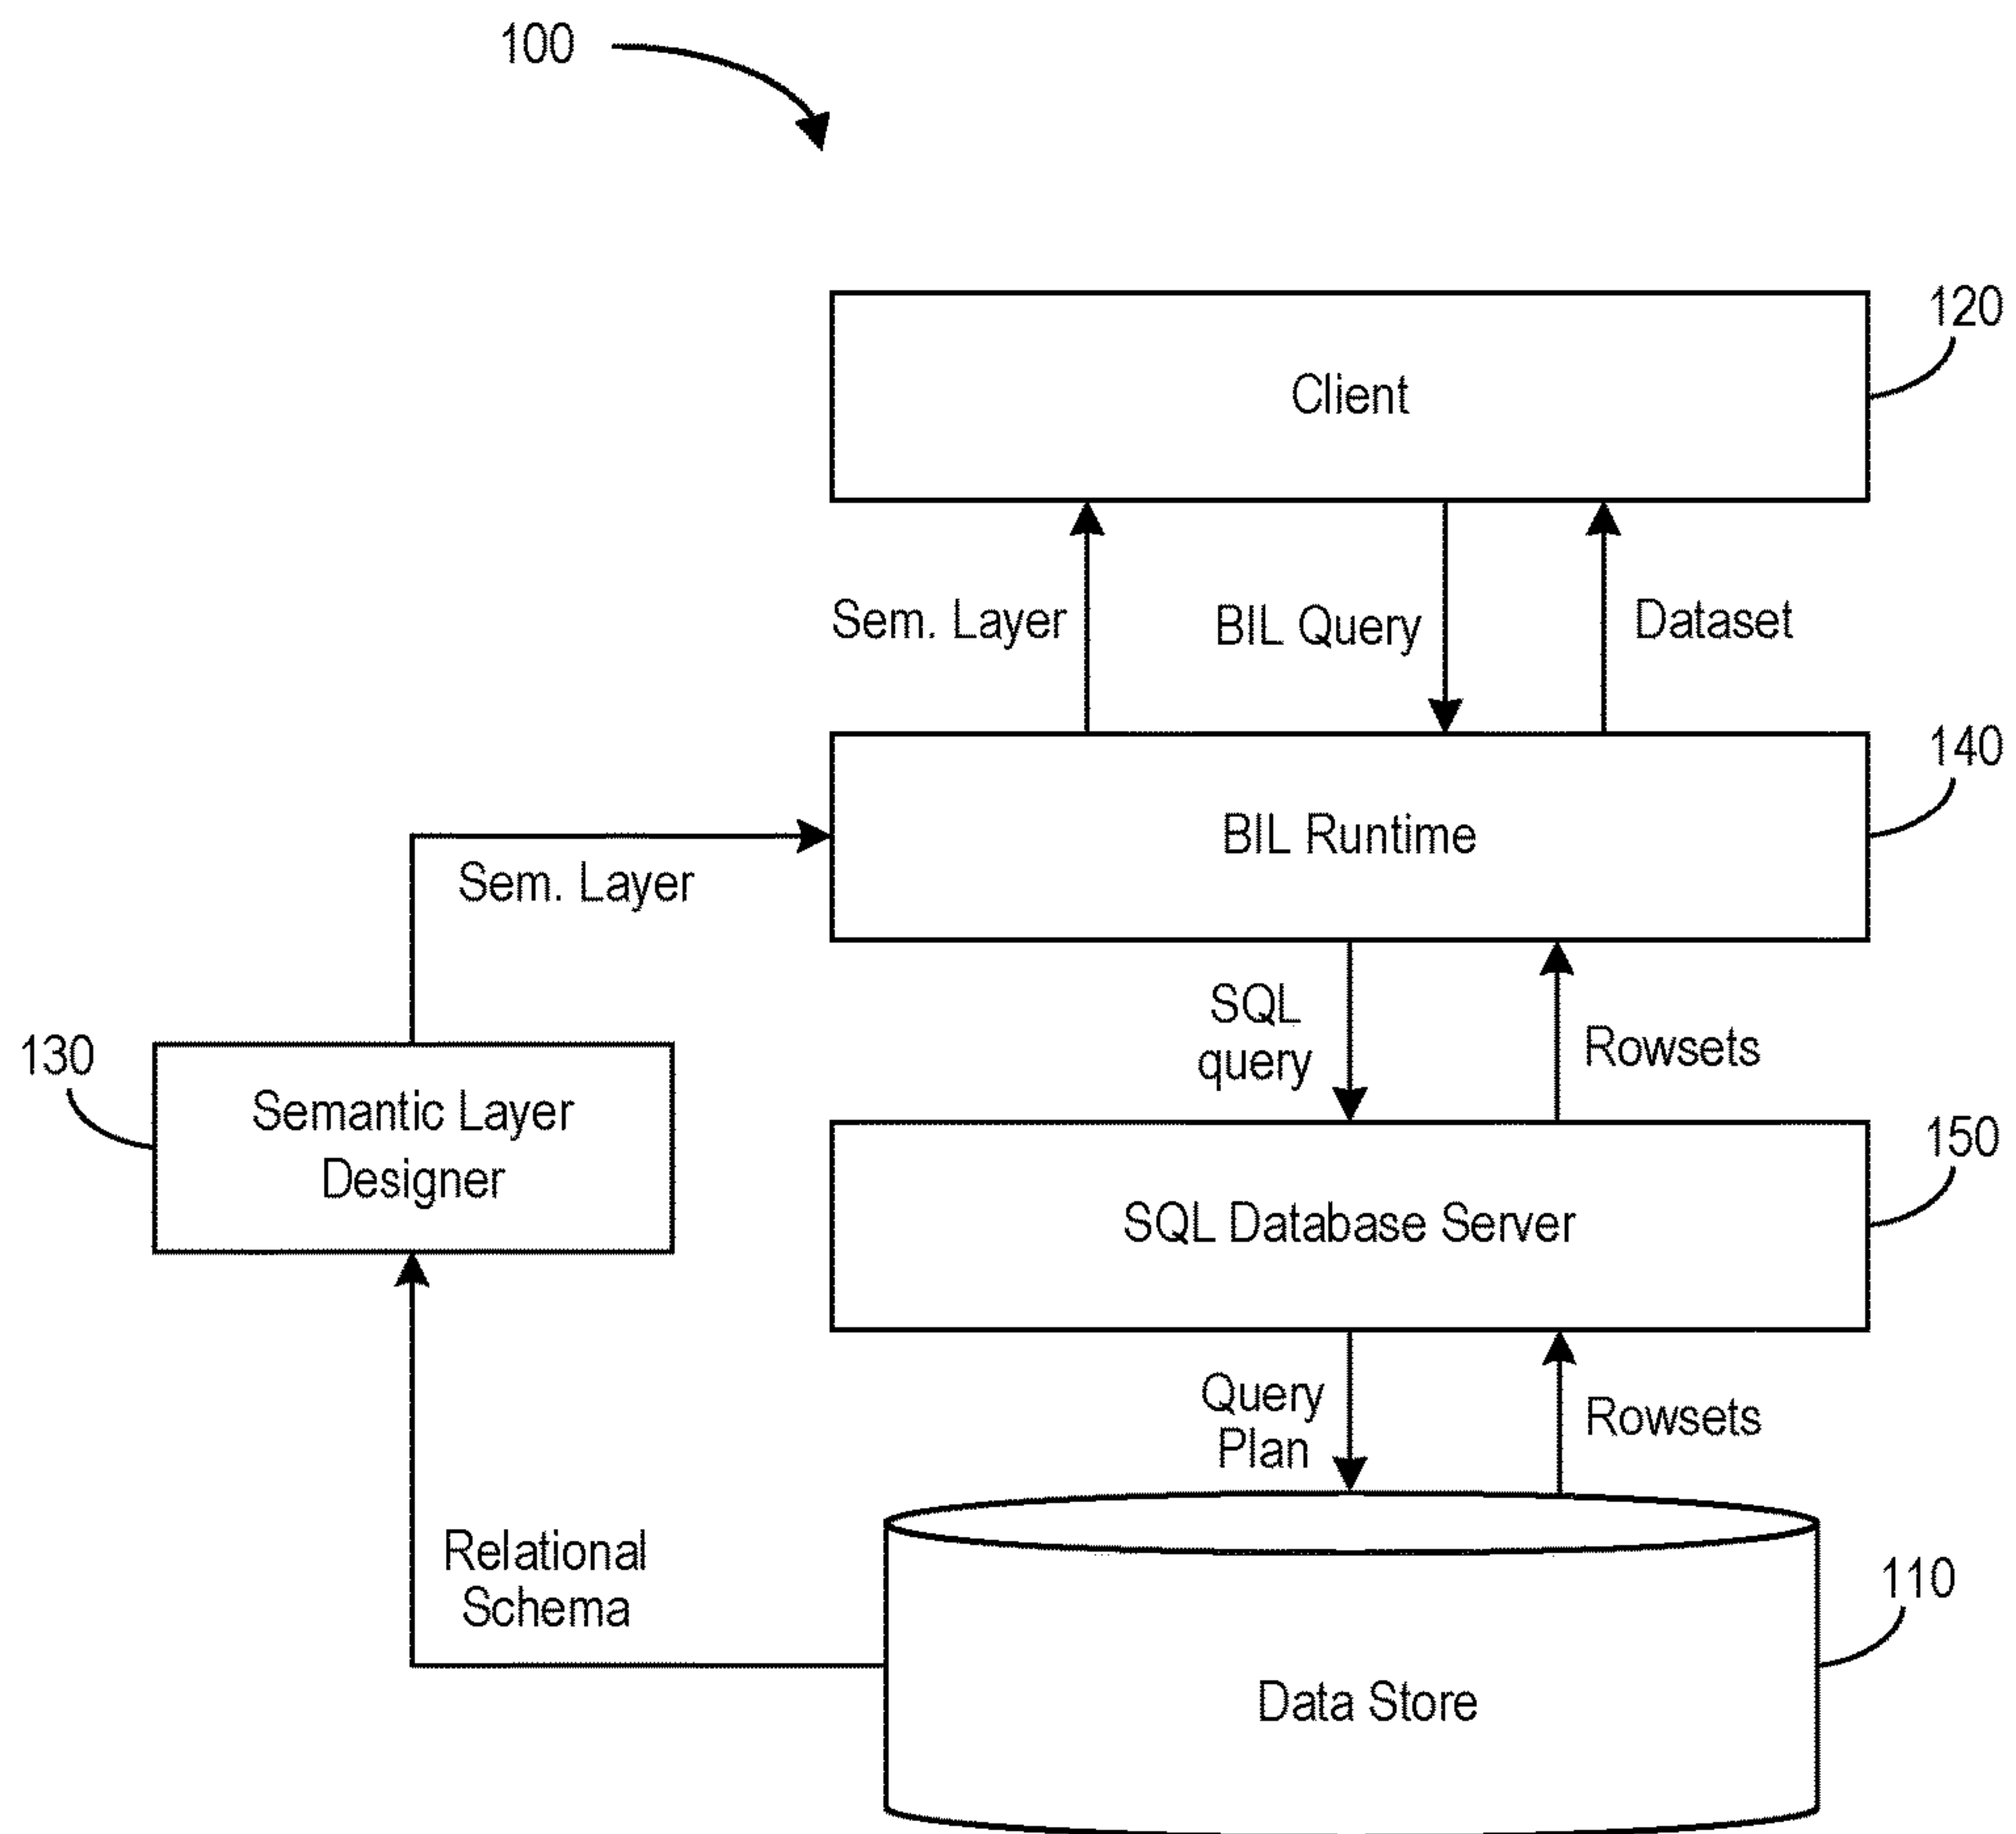 100
120
Client
Sem. Layer
BIL Query
Dataset
140
BIL Runtime
Sem. Layer
SQL
query
Rowsets
130
Semantic Layer
Designer
150
SQL Database Server
Query
Plan
Rowsets
Relational
Schema
110
Data Store